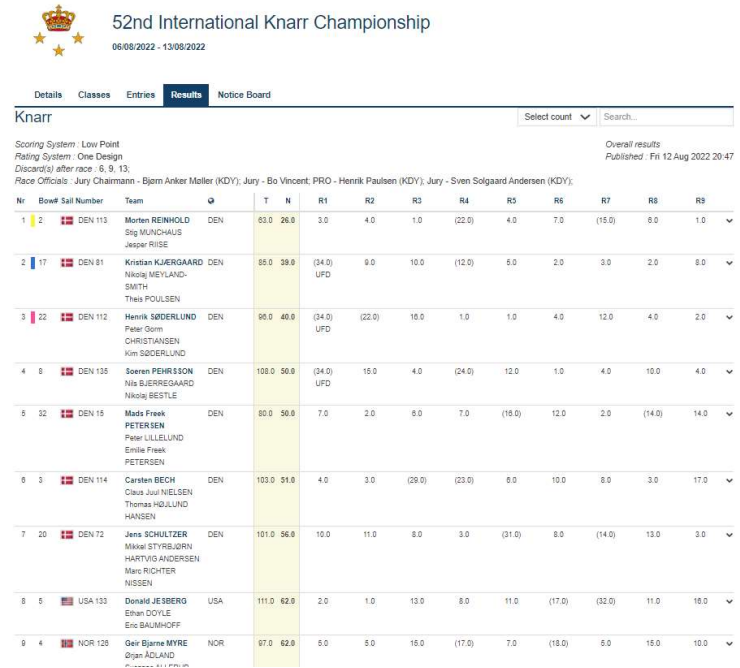 52nd International Knarr Championship
06/08/2022 - 13/08/2022
Details Classes Entries Results Notice Board
Knarr Select count Search...
Scoring System : Low Point Overall results
Rating System : One Design Published : Fri 12 Aug 2022 20:47
Discard(s) after race : 6, 9, 13;
Race Officials : Jury Chairmann - Bjørn Anker Møller (KDY); Jury - Bo Vincent; PRO - Henrik Paulsen (KDY); Jury - Sven Solgaard Andersen (KDY);
Nr Bow# Sail Number Team T N R1 R2 R3 R4 R5 R6 R7 R8 R9
1 2 DEN 113 Morten REINHOLD DEN 63.0 26.0 3.0 4.0 1.0 (22.0) 4.0 7.0 (15.0) 6.0 1.0
Stig MUNCHAUS
Jesper RIISE
2 17 DEN 81 Kristian KJÆRGAARD DEN 85.0 39.0 (34.0) 9.0 10.0 (12.0) 5.0 2.0 3.0 2.0 8.0
Nikolaj MEYLAND- UFD
SMITH
Theis POULSEN
3 22 DEN 112 Henrik SØDERLUND DEN 96.0 40.0 (34.0) (22.0) 16.0 1.0 1.0 4.0 12.0 4.0 2.0
Peter Gorm UFD
CHRISTIANSEN
Kim SØDERLUND
4 8 DEN 135 Soeren PEHRSSON DEN 108.0 50.0 (34.0) 15.0 4.0 (24.0) 12.0 1.0 4.0 10.0 4.0
Nils BJERREGAARD UFD
Nikolaj BESTLE
5 32 DEN 15 Mads Freek DEN 80.0 50.0 7.0 2.0 6.0 7.0 (16.0) 12.0 2.0 (14.0) 14.0
PETERSEN
Peter LILLELUND
Emilie Freek
PETERSEN
6 3 DEN 114 Carsten BECH DEN 103.0 51.0 4.0 3.0 (29.0) (23.0) 6.0 10.0 8.0 3.0 17.0
Claus Juul NIELSEN
Thomas HØJLUND
HANSEN
7 20 DEN 72 Jens SCHULTZER DEN 101.0 56.0 10.0 11.0 8.0 3.0 (31.0) 8.0 (14.0) 13.0 3.0
Mikkel STYRBJØRN
HARTVIG ANDERSEN
Marc RICHTER
NISSEN
8 5 USA 133 Donald JESBERG USA 111.0 62.0 2.0 1.0 13.0 8.0 11.0 (17.0) (32.0) 11.0 16.0
Ethan DOYLE
Eric BAUMHOFF
9 4 NOR 126 Geir Bjarne MYRE NOR 97.0 62.0 5.0 5.0 15.0 (17.0) 7.0 (18.0) 5.0 15.0 10.0
Ørjan ÅDLAND